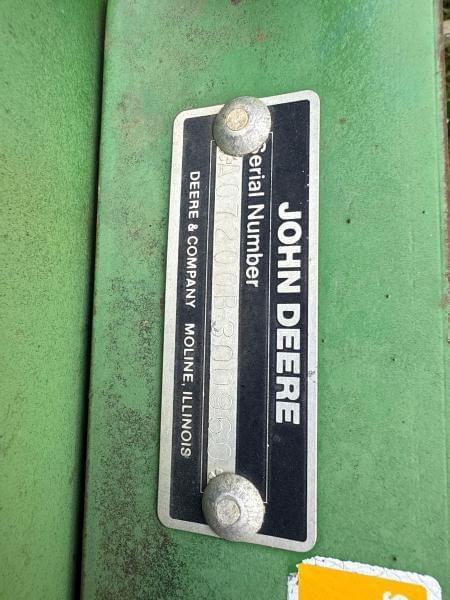 JOHN DEERE
Serial Number
DEERE & COMPANY MOLINE, ILLINOIS